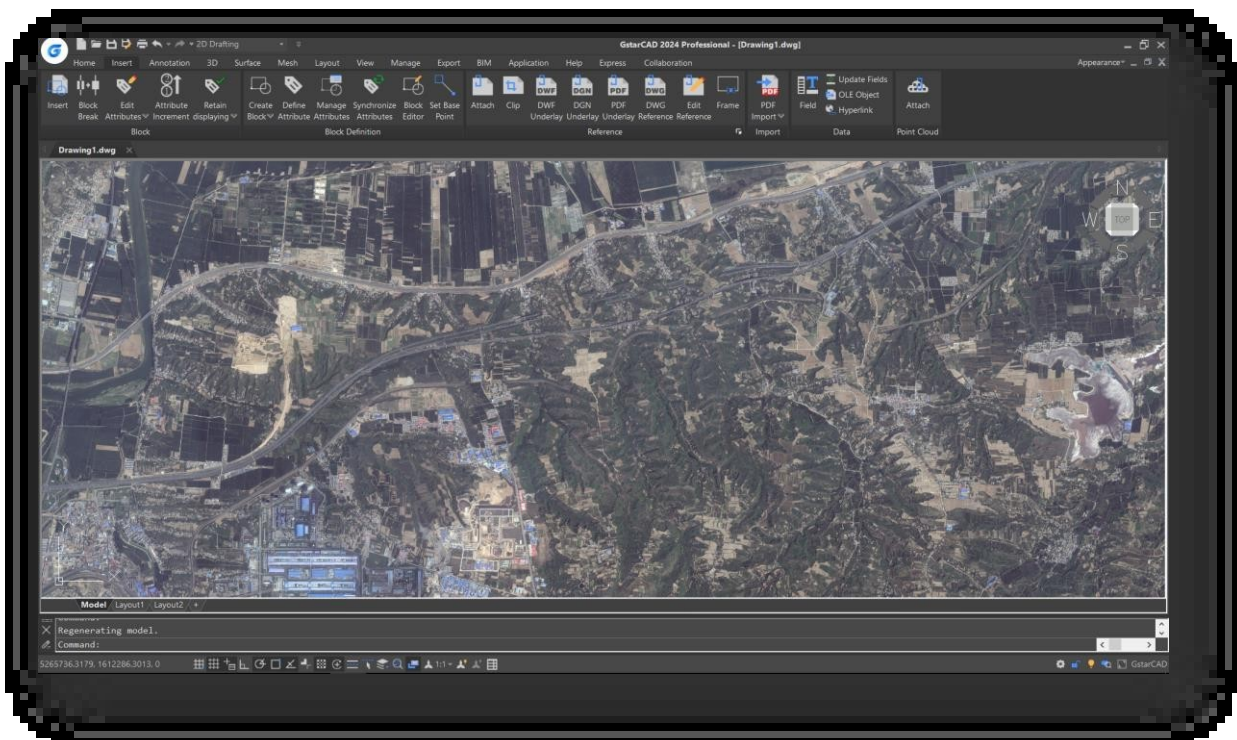 2D Drafting
GstarCAD 2024 Professional - [Drawing1.dwg]
Home Insert Annotation 3D Surface Mesh Layout View Manage Export BIM Application Help Express Collaboration Appearance
Insert Block Edit Attribute Retain Create Define Manage Synchronize Block Set Base Attach Clip DWF DGN PDF DWG Edit Frame PDF Field Update Fields Attach
OLE Object
Break Attributes Increment displaying Block Attribute Attributes Attributes Editor Point Underlay Underlay Underlay Reference Reference Import Hyperlink
Block Block Definition Reference Import Data Point Cloud
Drawing1.dwg
N
W TOP E
S
Model Layout1 Layout2 +
Regenerating model.
Command:
5265736.3179, 1612286.3013, 0 1:1 GstarCAD